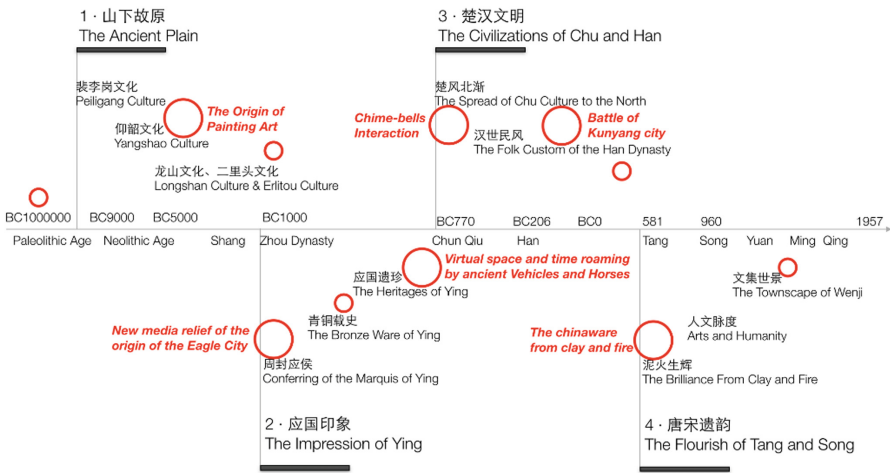 1 · 山下故原
The Ancient Plain
裴李岗文化
Peiligang Culture
仰韶文化
Yangshao Culture
The Origin of
Painting Art
龙山文化、二里头文化
Longshan Culture & Erlitou Culture
3 · 楚汉文明
The Civilizations of Chu and Han
楚风北渐
The Spread of Chu Culture to the North
Chime-bells
Interaction
汉世民风
The Folk Custom of the Han Dynasty
Battle of
Kunyang city
BC1000000 BC9000 BC5000 BC1000 BC770 BC206 BC0 581 960 1957
Paleolithic Age Neolithic Age Shang Zhou Dynasty Chun Qiu Han Tang Song Yuan Ming Qing
Virtual space and time roaming
by ancient Vehicles and Horses
应国遗珍
The Heritages of Ying
青铜载史
The Bronze Ware of Ying
New media relief of the
origin of the Eagle City
周封应侯
Conferring of the Marquis of Ying
2 · 应国印象
The Impression of Ying
文集世景
The Townscape of Wenji
人文脉度
Arts and Humanity
The chinaware
from clay and fire
泥火生辉
The Brilliance From Clay and Fire
4 · 唐宋遗韵
The Flourish of Tang and Song